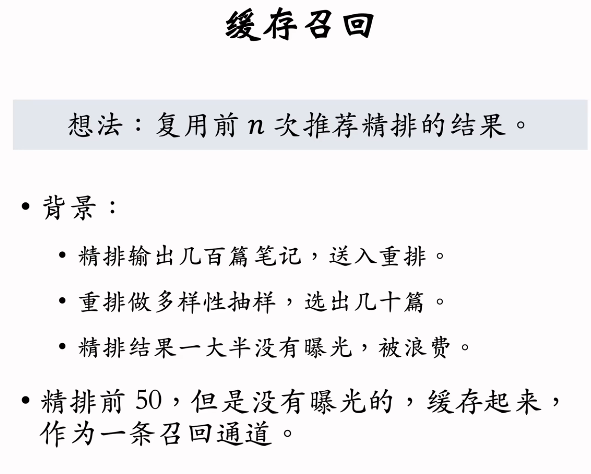 缓存召回
想法：复用前 n 次推荐精排的结果。
• 背景：
• 精排输出几百篇笔记，送入重排。
• 重排做多样性抽样，选出几十篇。
• 精排结果一大半没有曝光，被浪费。
• 精排前 50，但是没有曝光的，缓存起来，
作为一条召回通道。